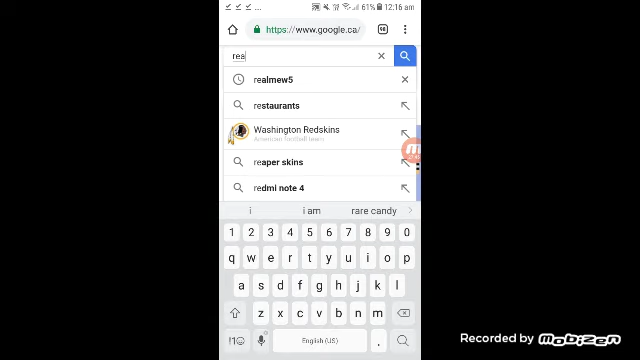 61% 12:16 am
https://www.google.ca/ 98
rea
realmew5
restaurants
Washington Redskins
American football team
reaper skins
redmi note 4
i i am rare candy
1 2 3 4 5 6 7 8 9 0
q w e r t y u i o p
a s d f g h j k l
z x c v b n m
!1☺ English (US) .
Recorded by MOBIZEN